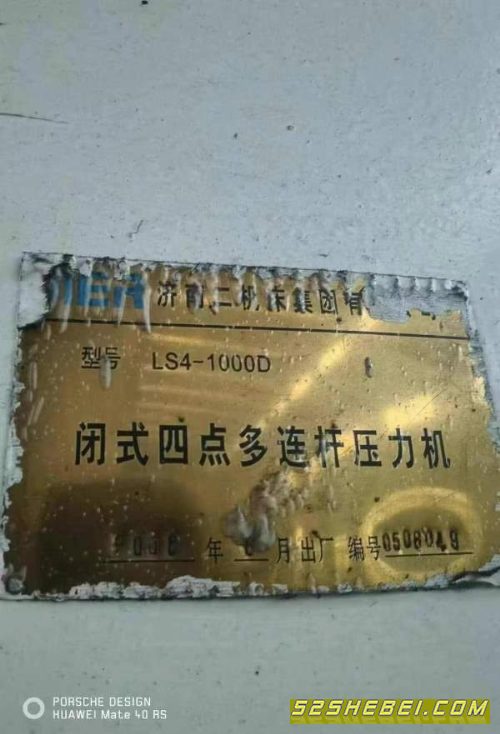 济南二机床集团有
型号 LS4-1000D
闭式四点多连杆压力机
年 月出厂 编号0508049
PORSCHE DESIGN
HUAWEI Mate 40 RS
52SHEBEI.COM